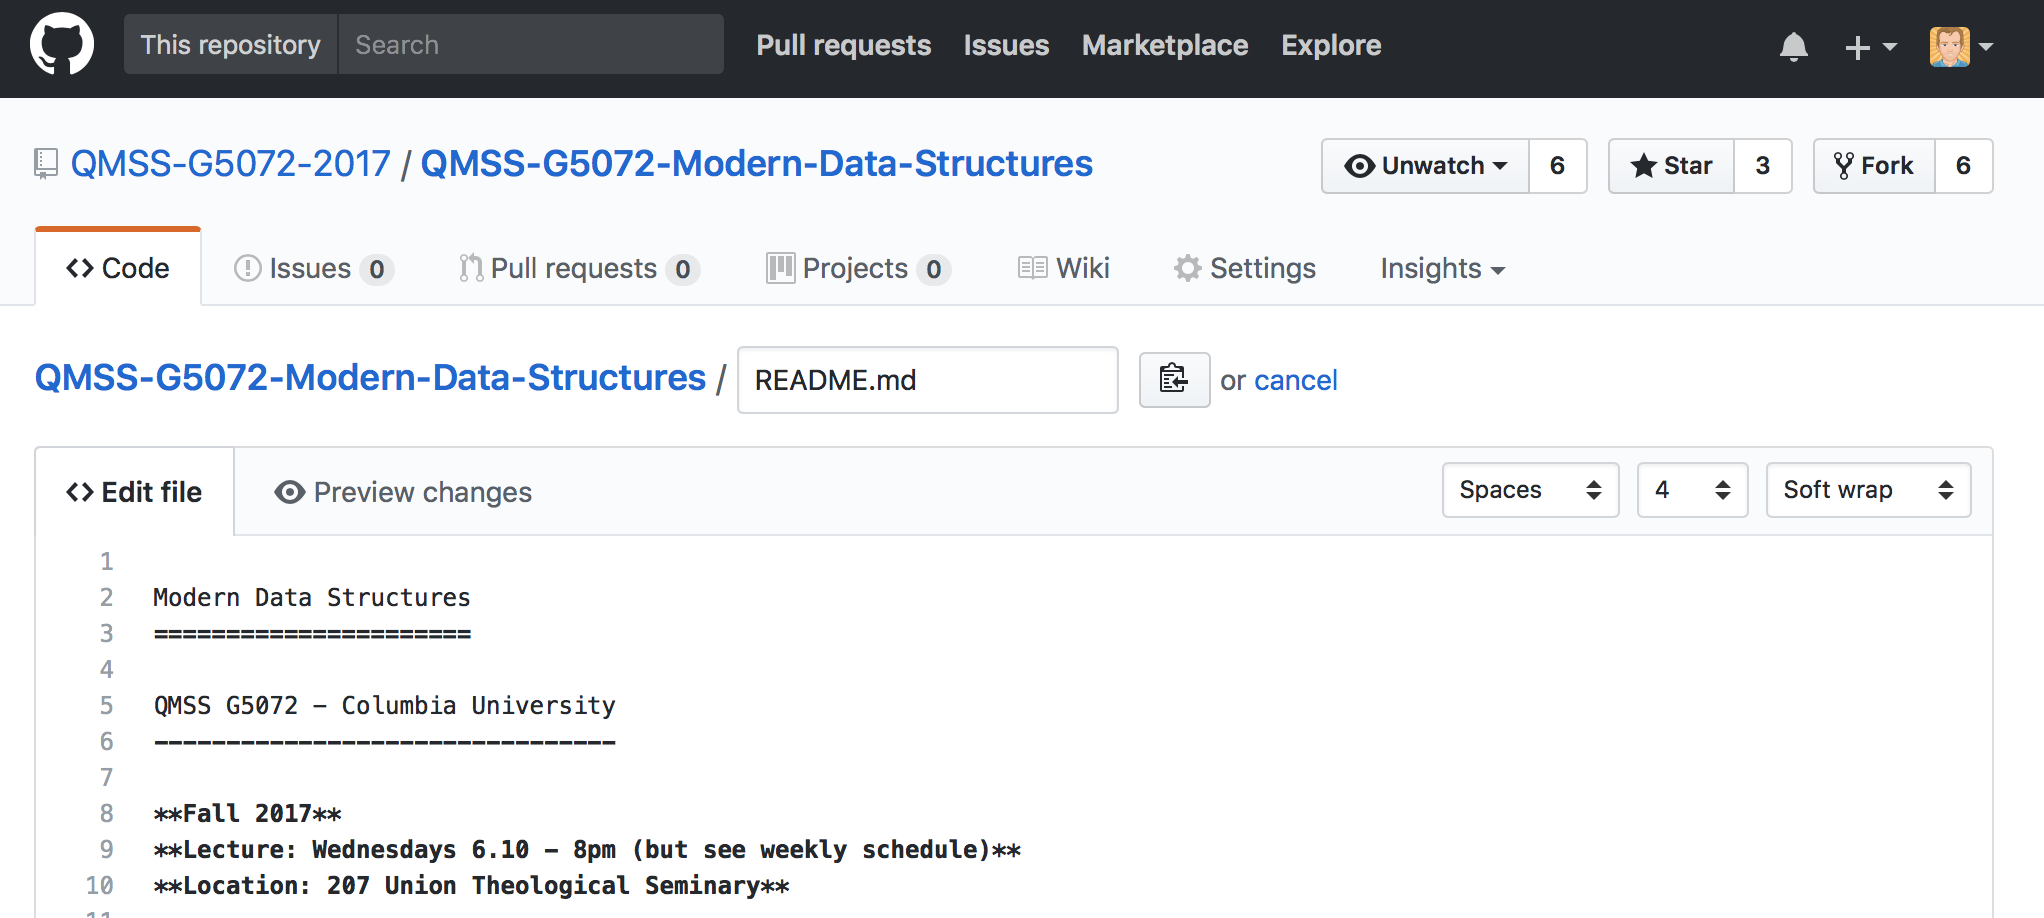 This repository Search Pull requests Issues Marketplace Explore
QMSS-G5072-2017 / QMSS-G5072-Modern-Data-Structures Unwatch 6 Star 3 Fork 6
Code Issues 0 Pull requests 0 Projects 0 Wiki Settings Insights
QMSS-G5072-Modern-Data-Structures / README.md or cancel
Edit file Preview changes Spaces 4 Soft wrap
1
2 Modern Data Structures
3 ======================
4
5 QMSS G5072 - Columbia University
6 --------------------------------
7
8 **Fall 2017**
9 **Lecture: Wednesdays 6.10 - 8pm (but see weekly schedule)**
10 **Location: 207 Union Theological Seminary**
11